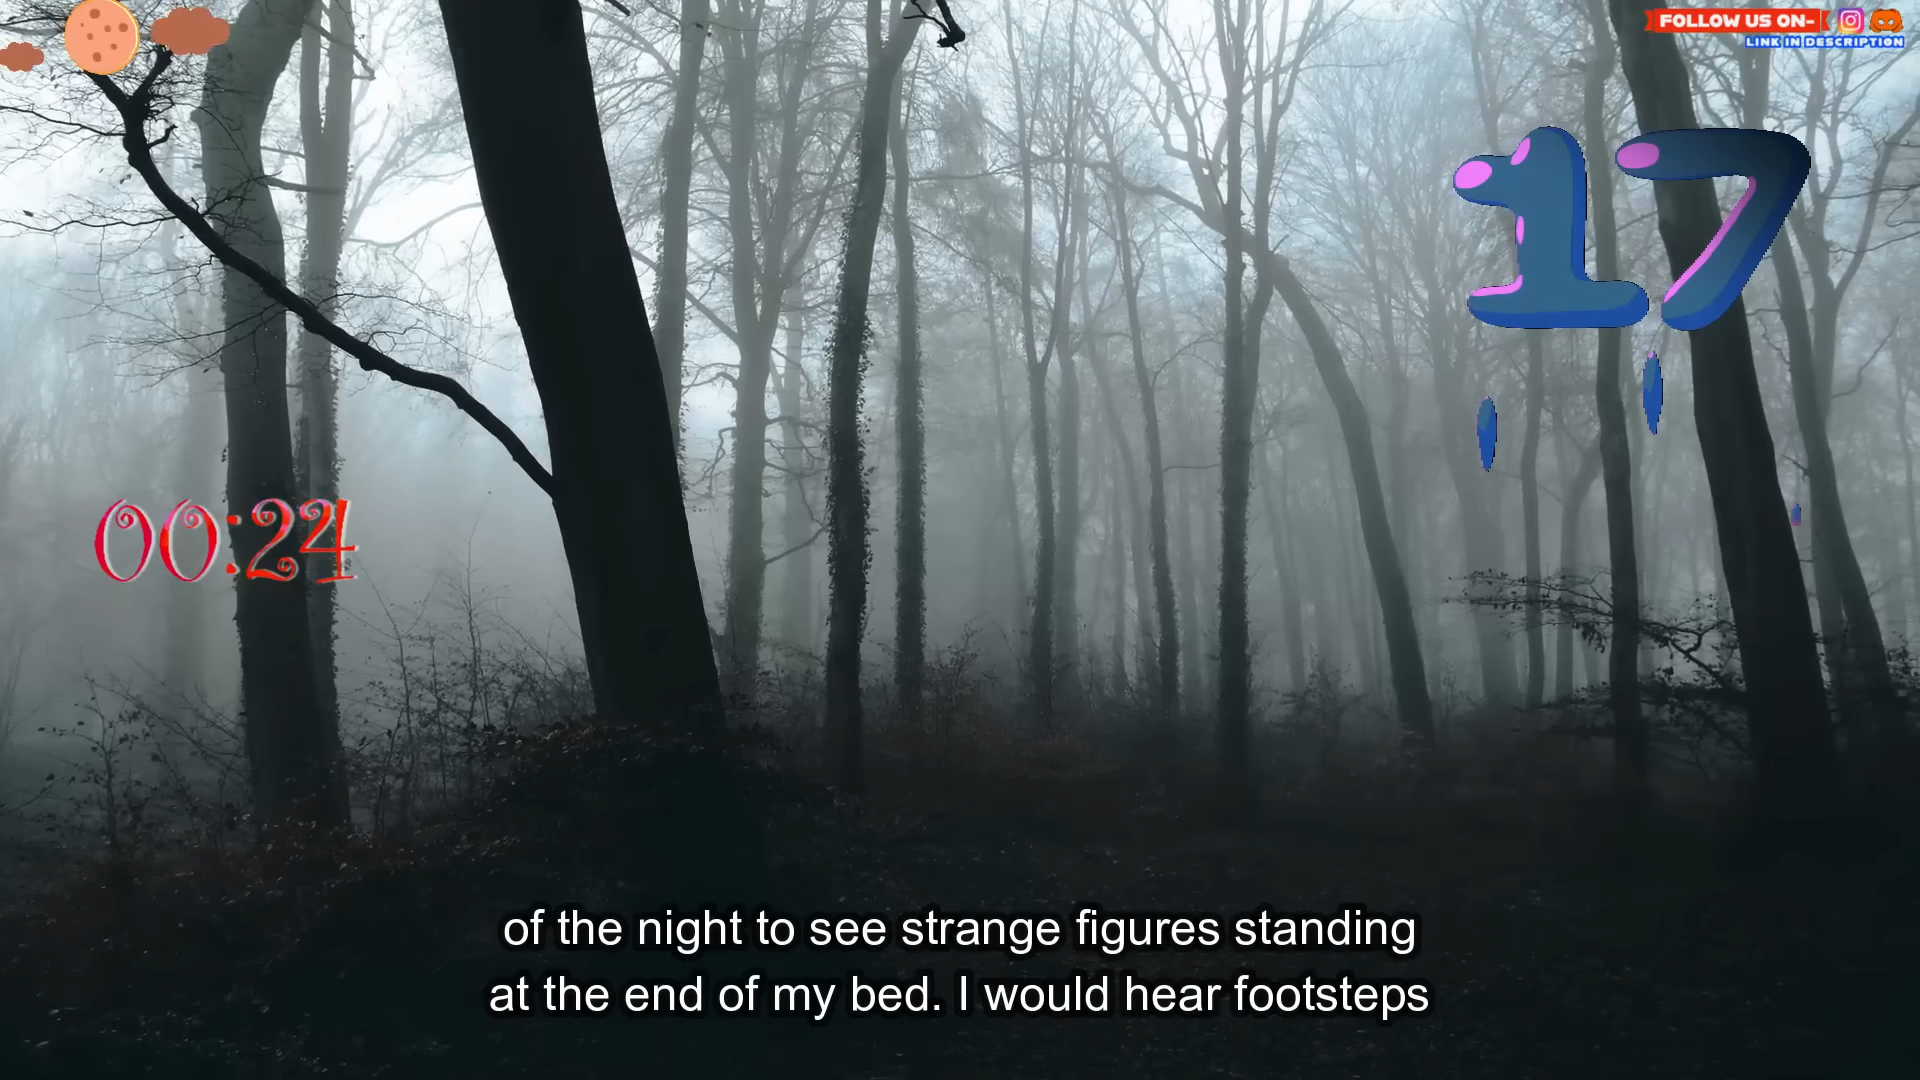 FOLLOW US ON-
LINK IN DESCRIPTION
17
00:24
of the night to see strange figures standing
at the end of my bed. I would hear footsteps